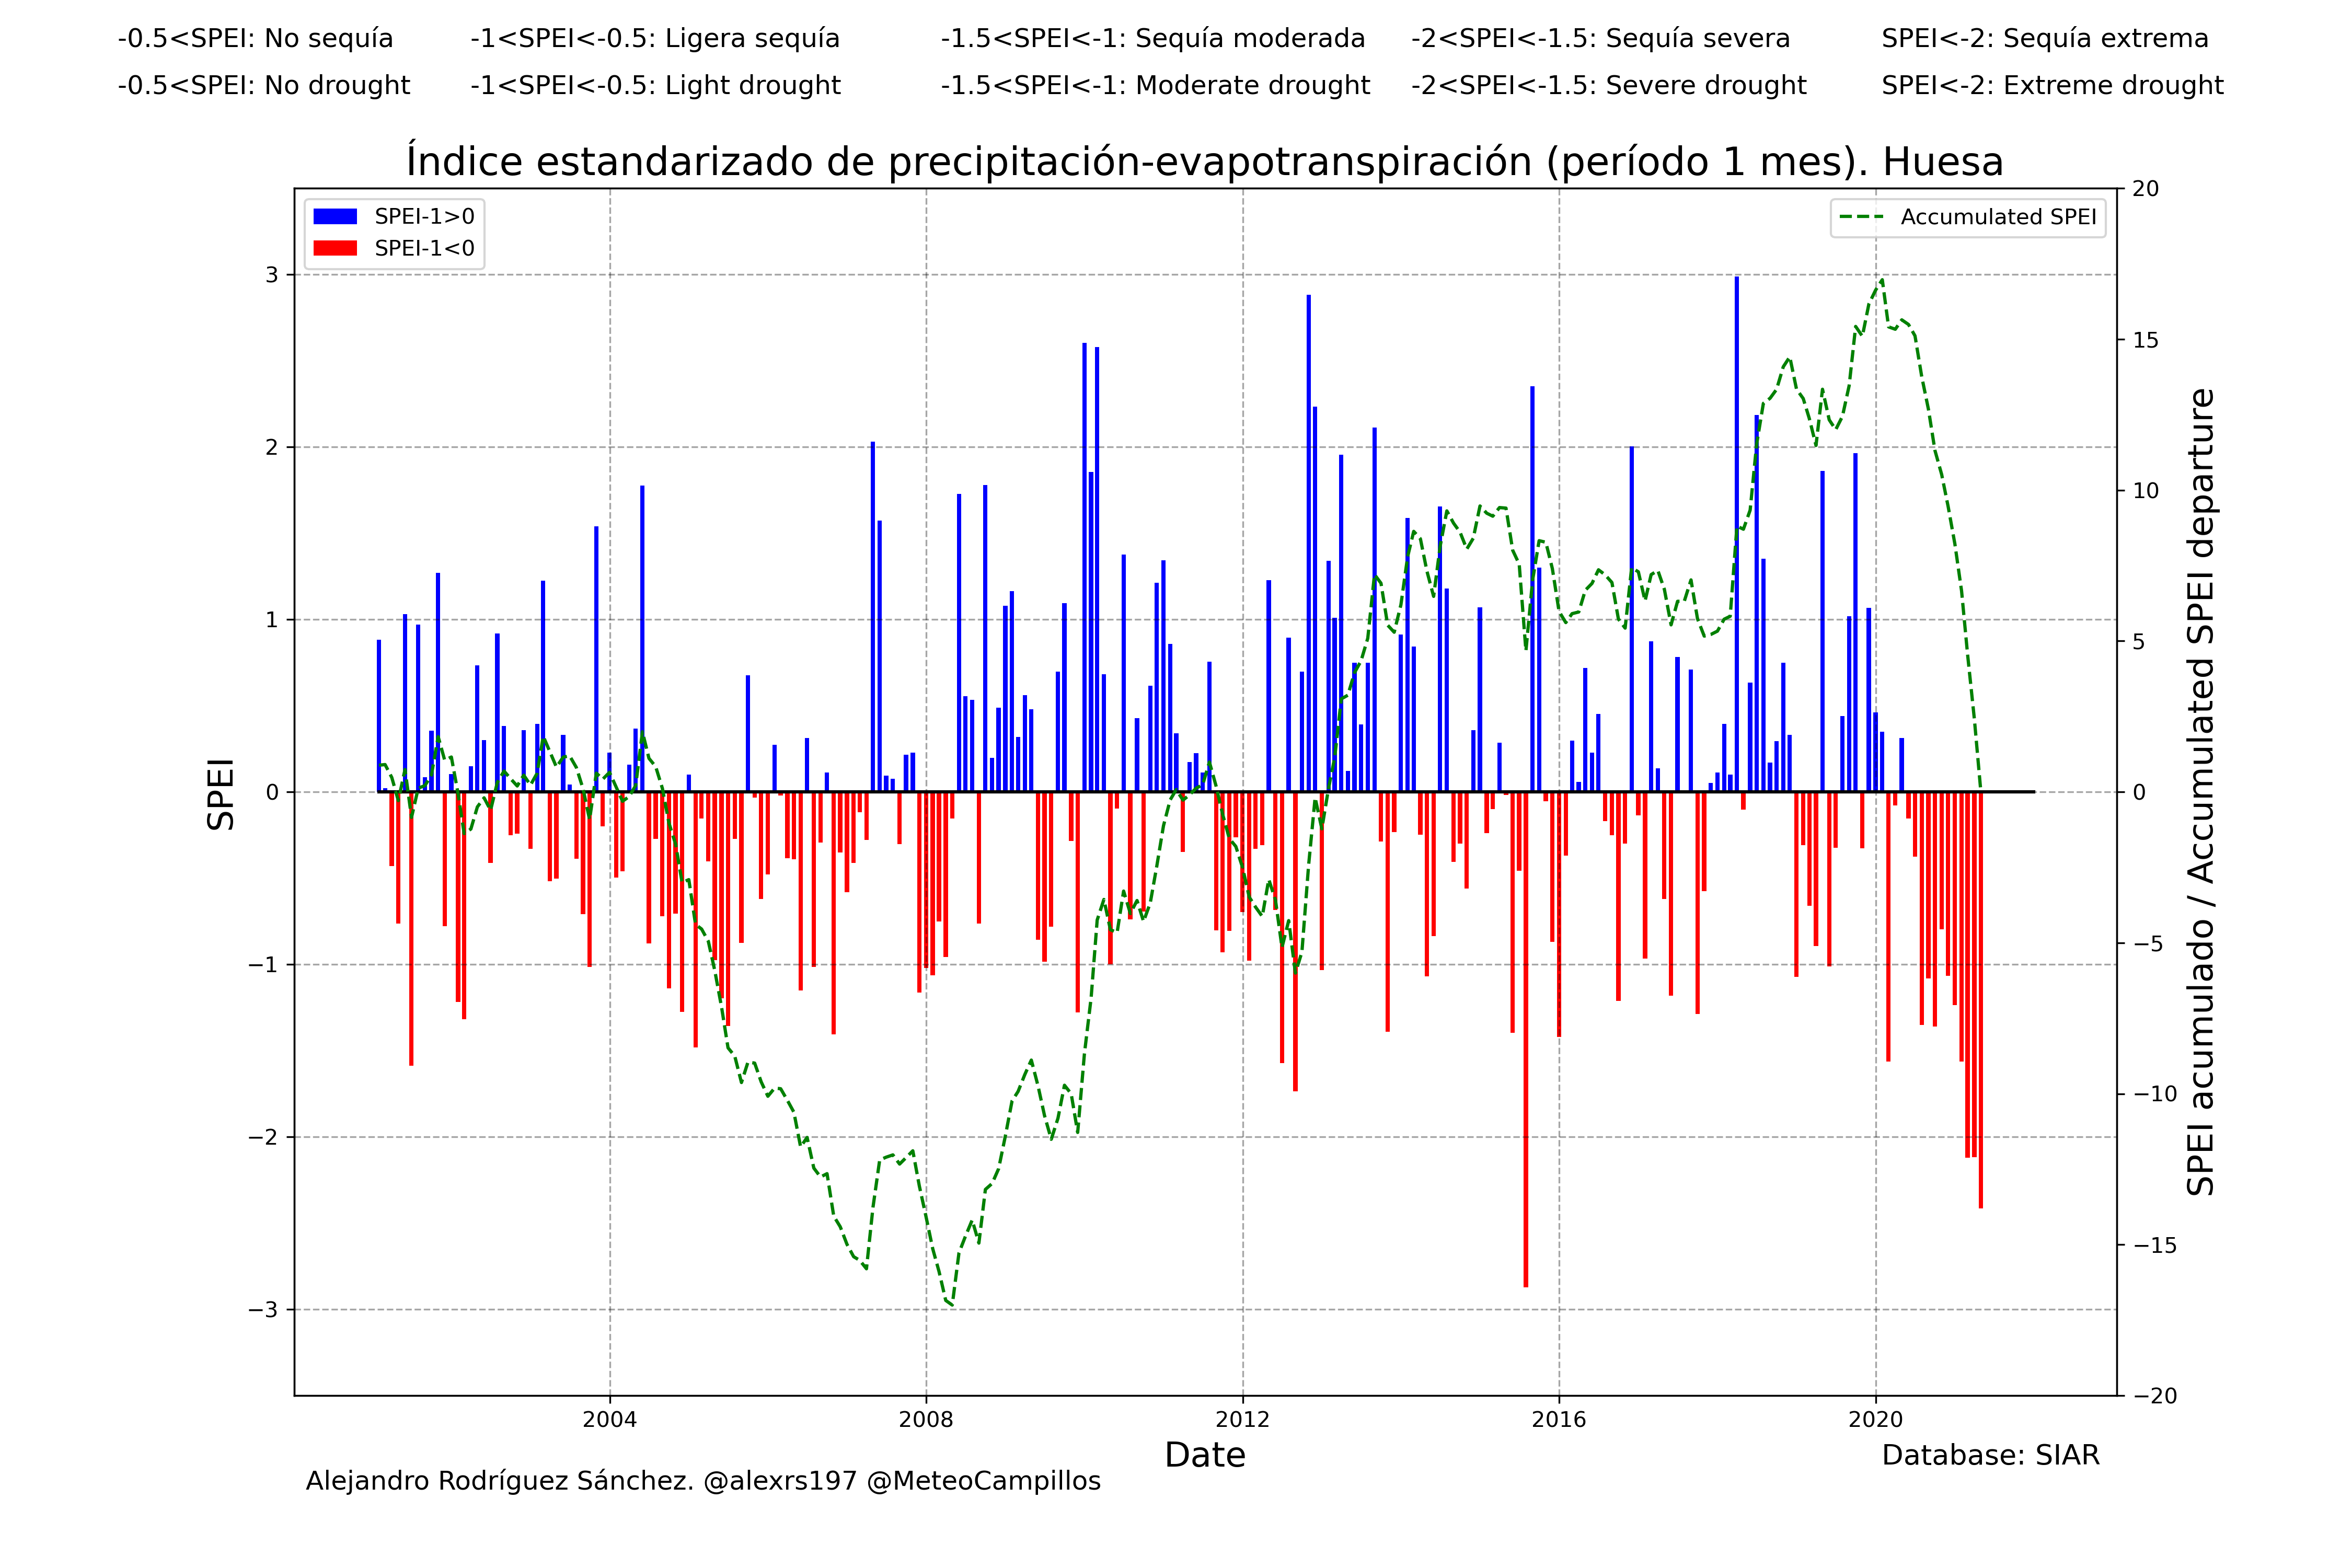 -0.5<SPEI: No sequía -1<SPEI<-0.5: Ligera sequía -1.5<SPEI<-1: Sequía moderada -2<SPEI<-1.5: Sequía severa SPEI<-2: Sequía extrema
-0.5<SPEI: No drought -1<SPEI<-0.5: Light drought -1.5<SPEI<-1: Moderate drought -2<SPEI<-1.5: Severe drought SPEI<-2: Extreme drought
Índice estandarizado de precipitación-evapotranspiración (período 1 mes). Huesa
SPEI-1>0
SPEI-1<0
Accumulated SPEI
SPEI
3
2
1
0
−1
−2
−3
20
15
10
5
0
−5
−10
−15
−20
SPEI acumulado / Accumulated SPEI departure
2004 2008 2012 2016 2020
Date
Database: SIAR
Alejandro Rodríguez Sánchez. @alexrs197 @MeteoCampillos